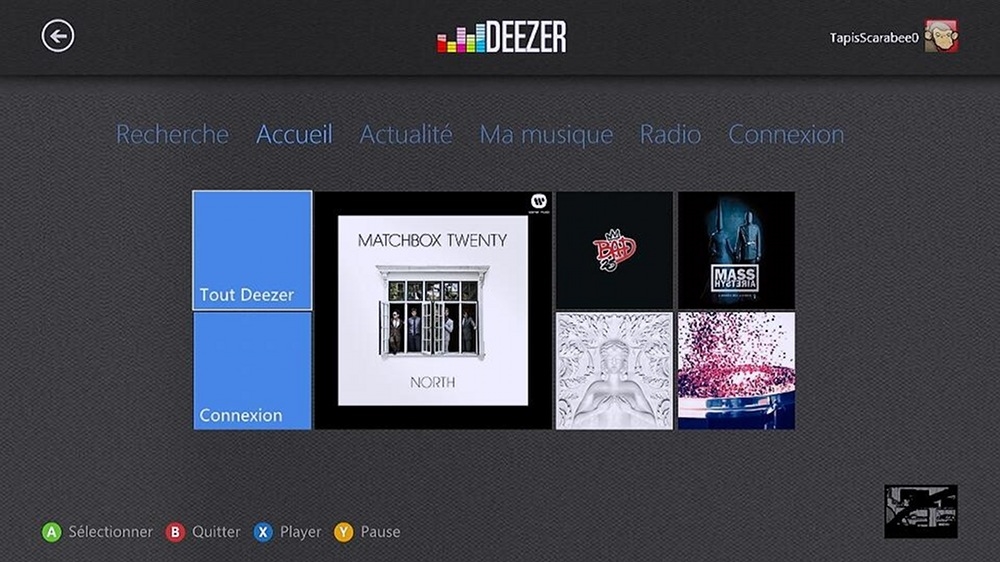 DEEZER
TapisScarabee0
Recherche Accueil Actualité Ma musique Radio Connexion
Tout Deezer
Connexion
MATCHBOX TWENTY
NORTH
BAD
25
MASS
HYSTERIA
A Sélectionner B Quitter X Player Y Pause